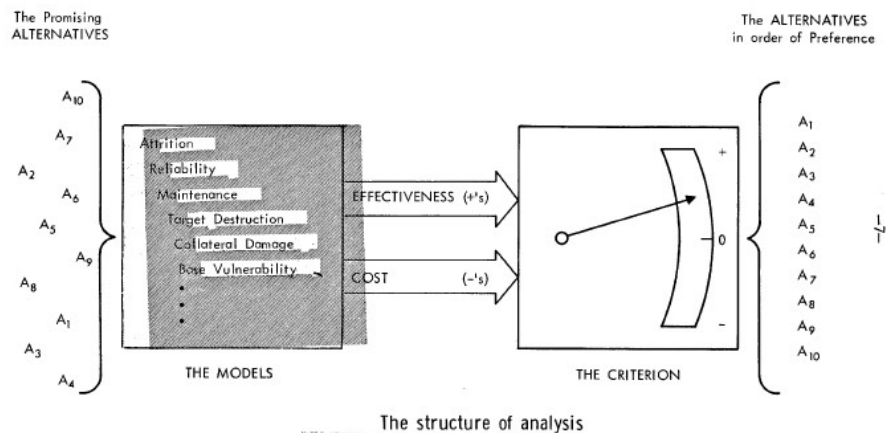 The Promising
ALTERNATIVES
A10
A7
A2
A6
A5
A9
A8
A1
A3
A4
Attrition
Reliability
Maintenance
Target Destruction
Collateral Damage
Base Vulnerability
THE MODELS
EFFECTIVENESS (+'s)
COST (-'s)
+
0
-
THE CRITERION
The ALTERNATIVES
in order of Preference
A1
A2
A3
A4
A5
A6
A7
A8
A9
A10
-7-
The structure of analysis